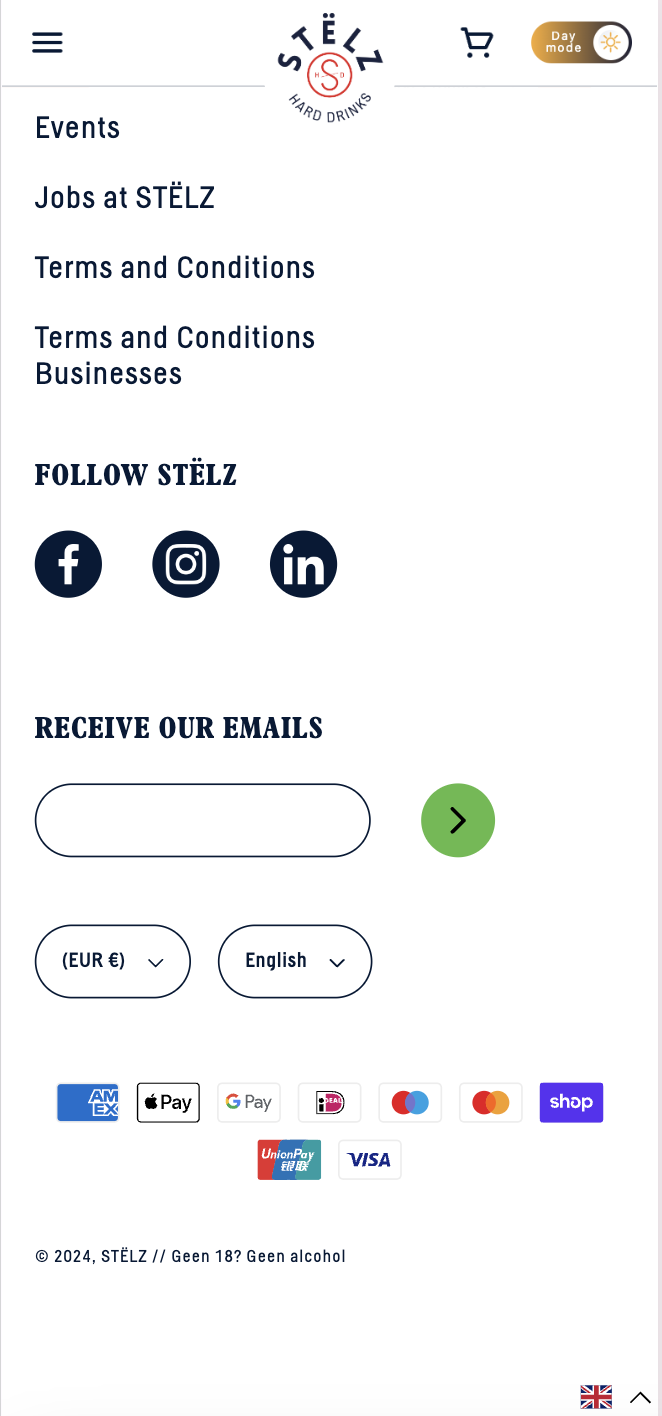 STËLZ
H S D
HARD DRINKS
Day
mode
Events
Jobs at STËLZ
Terms and Conditions
Terms and Conditions
Businesses
FOLLOW STËLZ
f
in
RECEIVE OUR EMAILS
(EUR €)
English
AM
EX
Pay
G Pay
iDEAL
shop
UnionPay
银联
VISA
© 2024, STËLZ // Geen 18? Geen alcohol